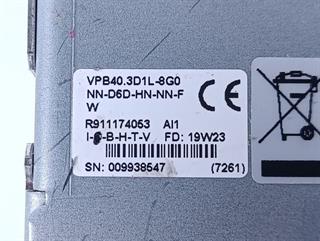 VPB40.3D1L-8G0
NN-D6D-HN-NN-F
W
CE
R911174053 AI1
FD: 19W23
SN: 009938547 (7261)